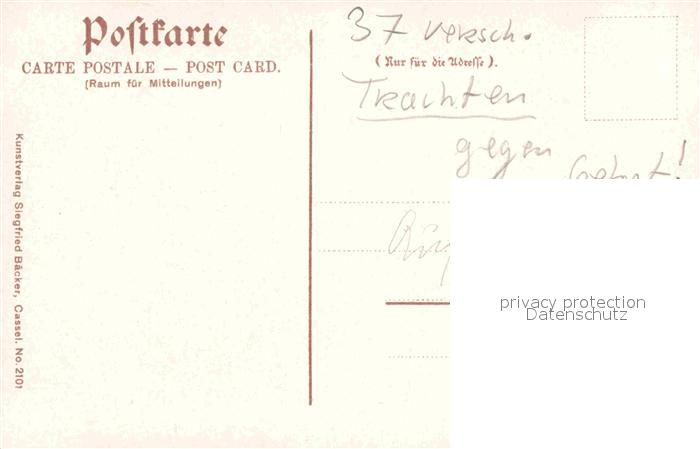 Postkarte
CARTE POSTALE — POST CARD.
(Raum für Mitteilungen)
Kunstverlag Siegfried Bäcker, Cassel. No. 2101
37 versch.
(Nur für die Adresse).
Trachten
gegen
Gebot!
privacy protection
Datenschutz